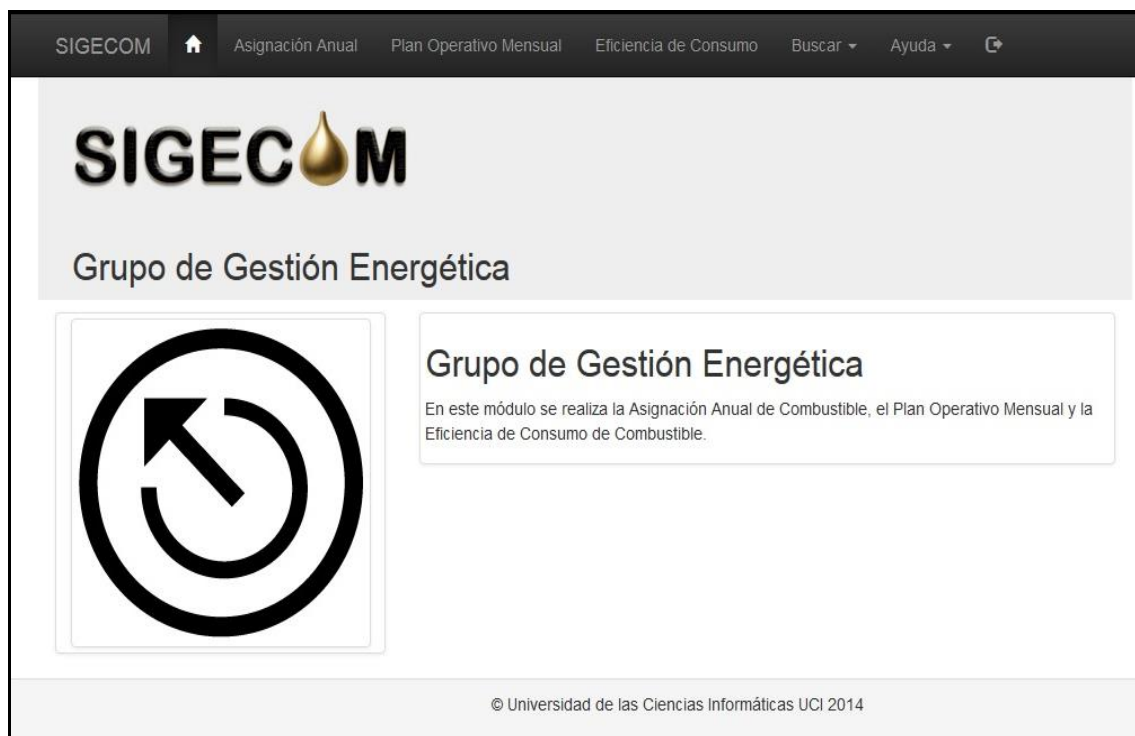 SIGECOM Asignación Anual Plan Operativo Mensual Eficiencia de Consumo Buscar Ayuda
SIGECOM
Grupo de Gestión Energética
Grupo de Gestión Energética
En este módulo se realiza la Asignación Anual de Combustible, el Plan Operativo Mensual y la
Eficiencia de Consumo de Combustible.
© Universidad de las Ciencias Informáticas UCI 2014